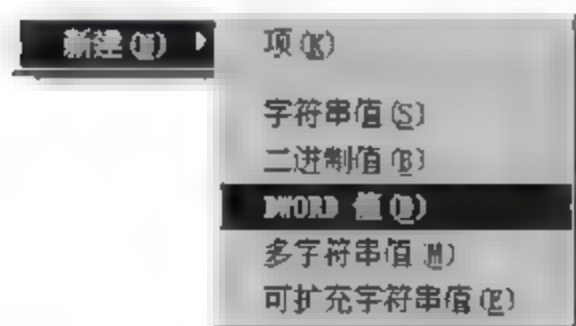 新建(N)
项(K)
字符串值(S)
二进制值(B)
DWORD 值(D)
多字符串值(M)
可扩充字符串值(E)